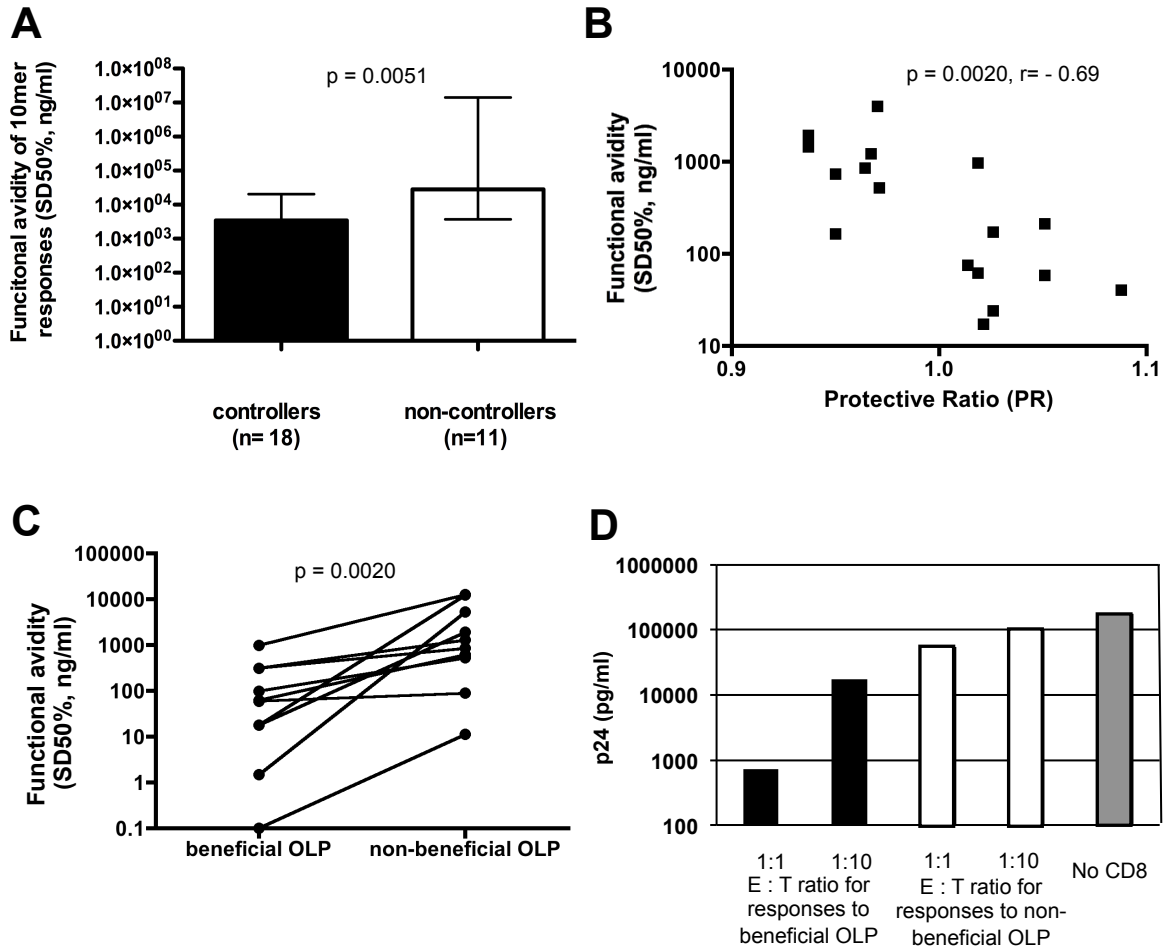 A
Funcitonal avidity of 10mer
responses (SD50%, ng/ml)
1.0×10⁰⁸
1.0×10⁰⁷
1.0×10⁰⁶
1.0×10⁰⁵
1.0×10⁰⁴
1.0×10⁰³
1.0×10⁰²
1.0×10⁰¹
1.0×10⁰⁰
p = 0.0051
controllers
(n= 18)
non-controllers
(n=11)
B
Functional avidity
(SD50%, ng/ml)
10000
1000
100
10
p = 0.0020, r= - 0.69
0.9
1.0
1.1
Protective Ratio (PR)
C
Functional avidity
(SD50%, ng/ml)
100000
10000
1000
100
10
1
0.1
p = 0.0020
beneficial OLP
non-beneficial OLP
D
p24 (pg/ml)
1000000
100000
10000
1000
100
1:1
1:10
E : T ratio for
responses to
beneficial OLP
1:1
1:10
E : T ratio for
responses to non-
beneficial OLP
No CD8